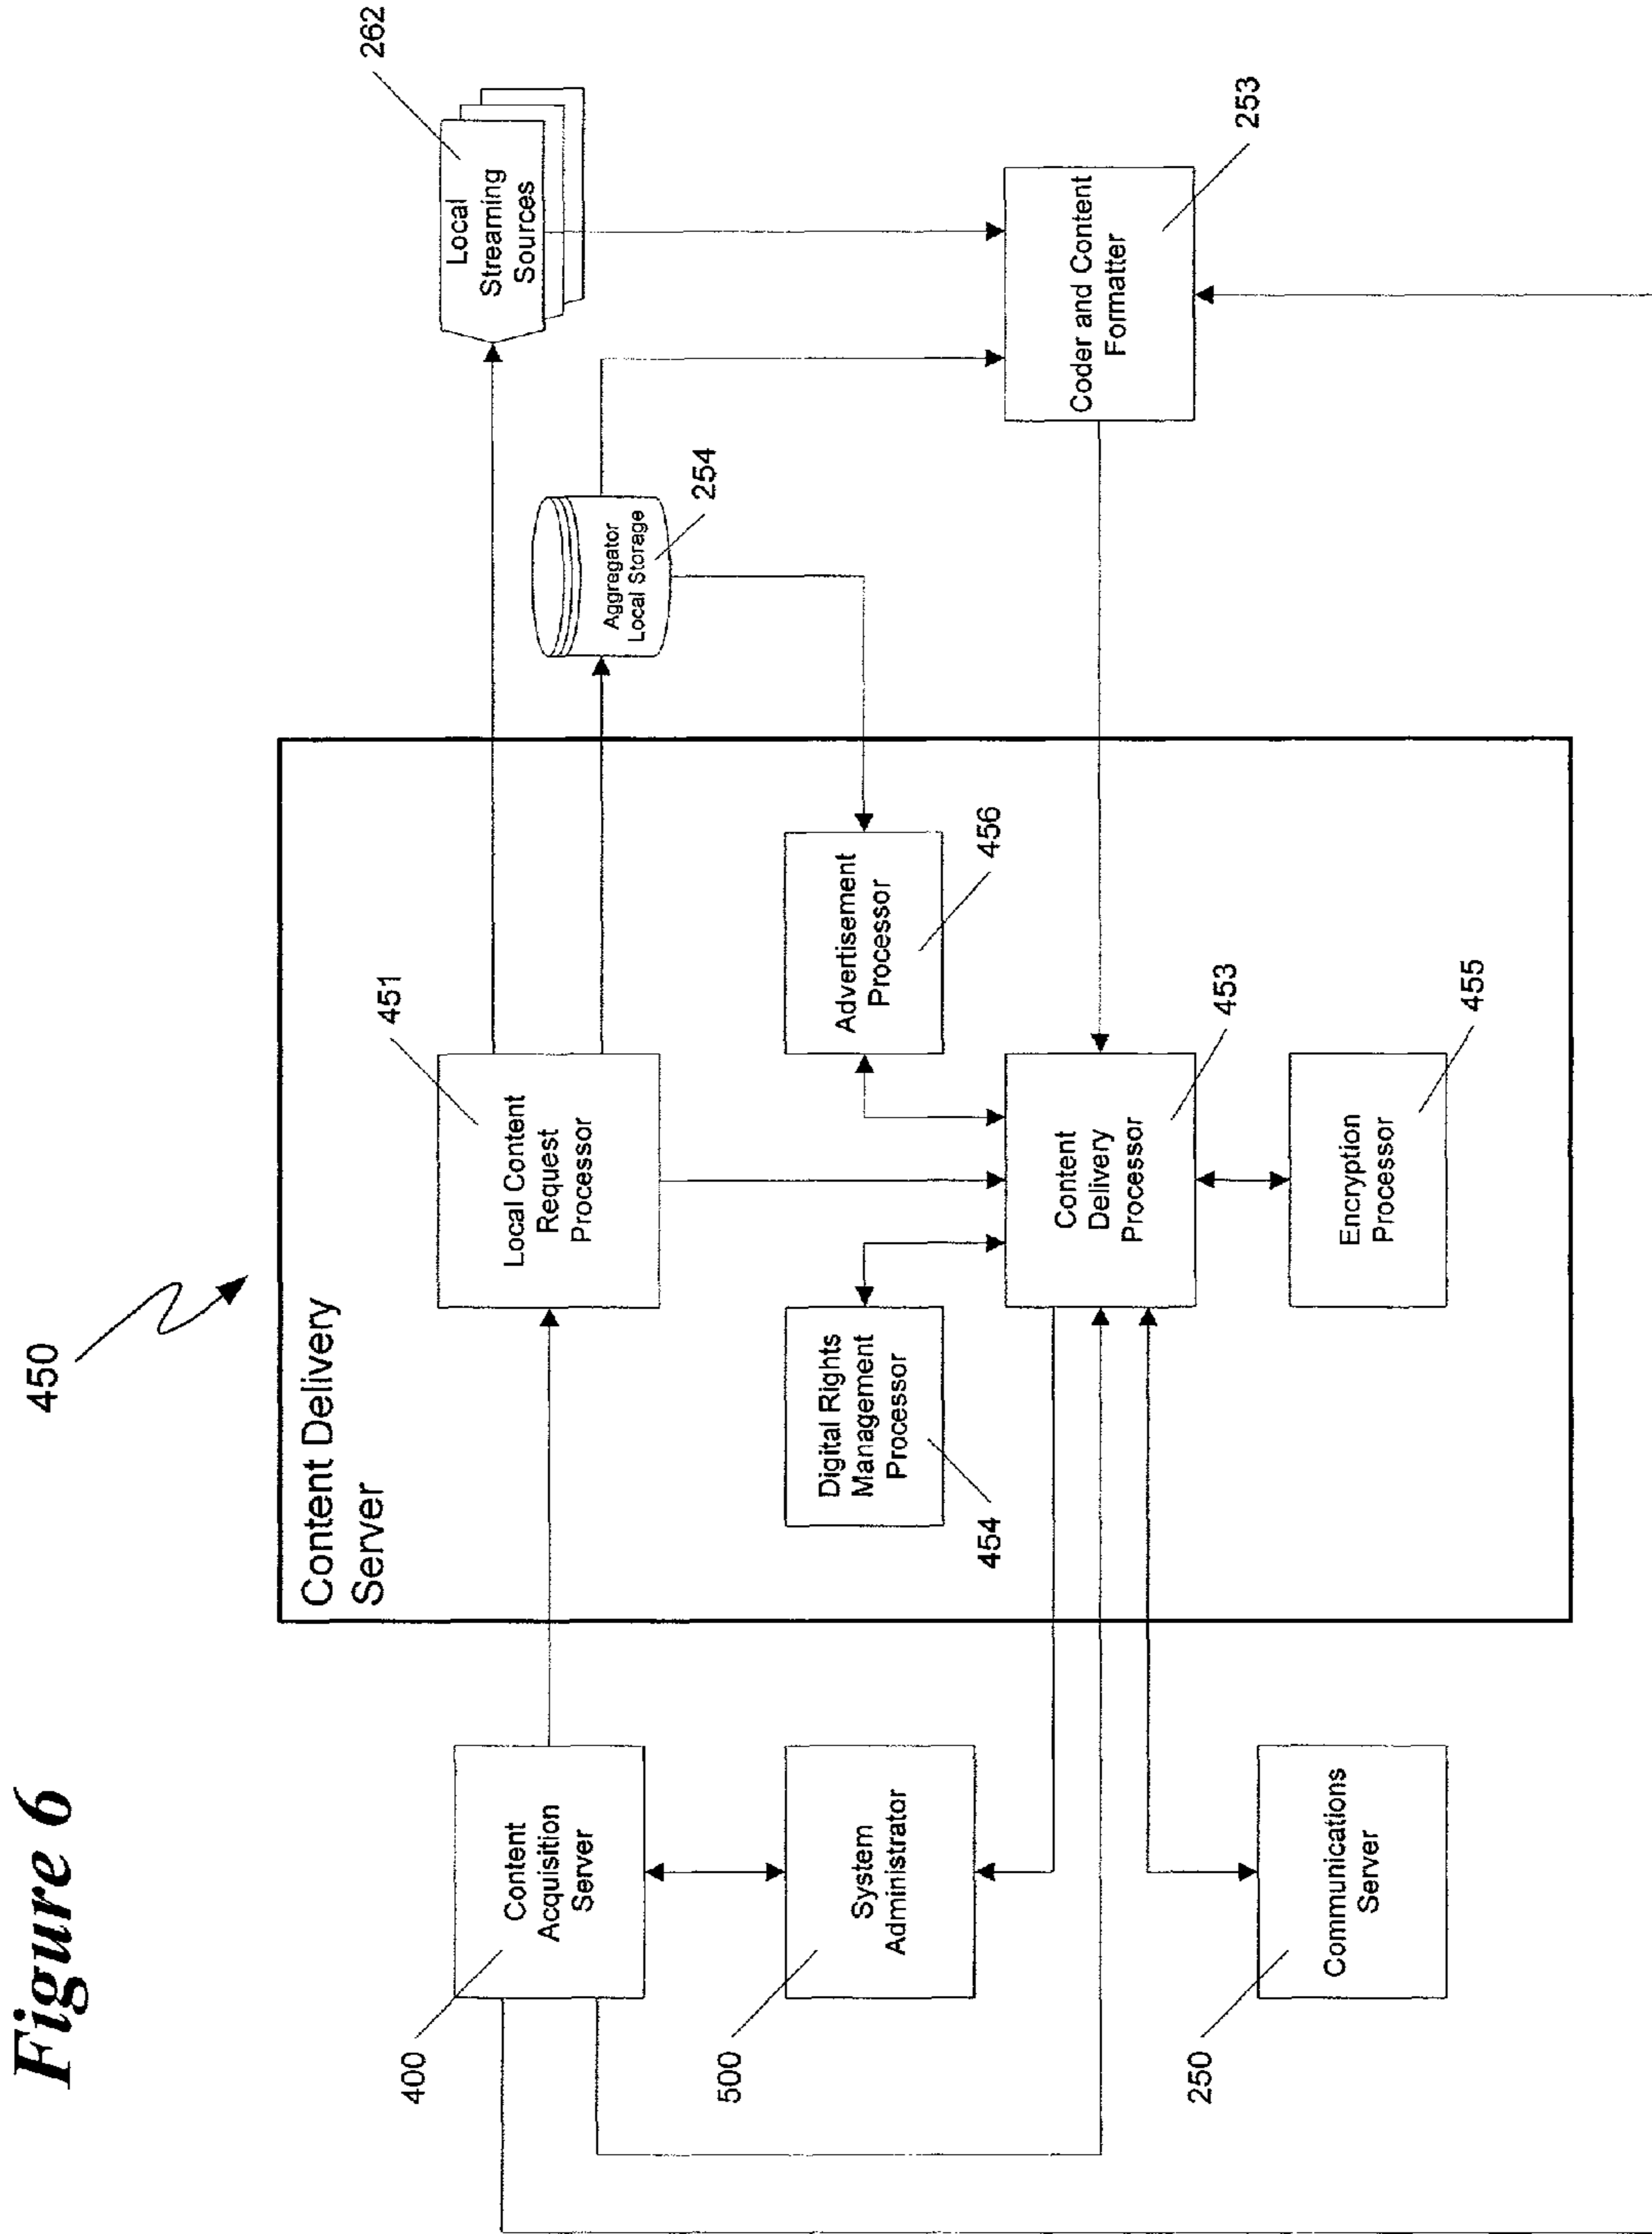 Figure 6
450
Content Delivery
Server
Local
Streaming
Sources
262
451
Local Content
Request
Processor
Aggregator
Local Storage
254
Content
Acquisition
Server
400
Digital Rights
Management
Processor
454
Advertisement
Processor
456
System
Administrator
500
Content
Delivery
Processor
453
Coder and Content
Formatter
253
Communications
Server
250
Encryption
Processor
455